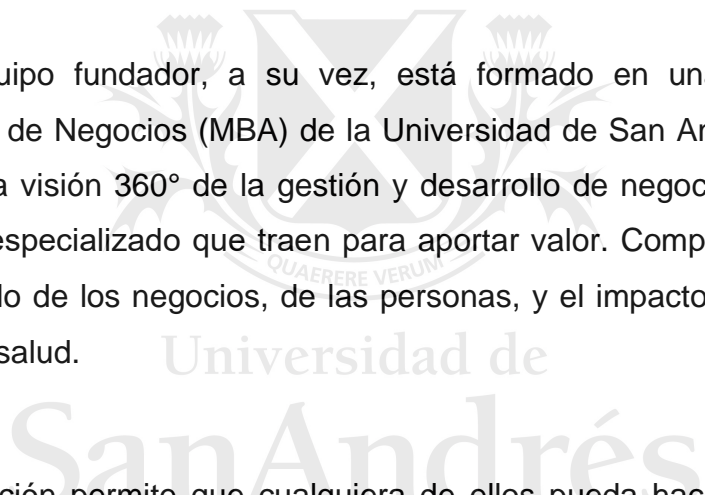 uipo fundador, a su vez, está formado en una
de Negocios (MBA) de la Universidad de San An
a visión 360° de la gestión y desarrollo de negoc
especializado que traen para aportar valor. Comp
QUAERERE VERUM
lo de los negocios, de las personas, y el impacto
salud.
Universidad de
SanAndrés
ción permite que cualquiera de ellos pueda hac